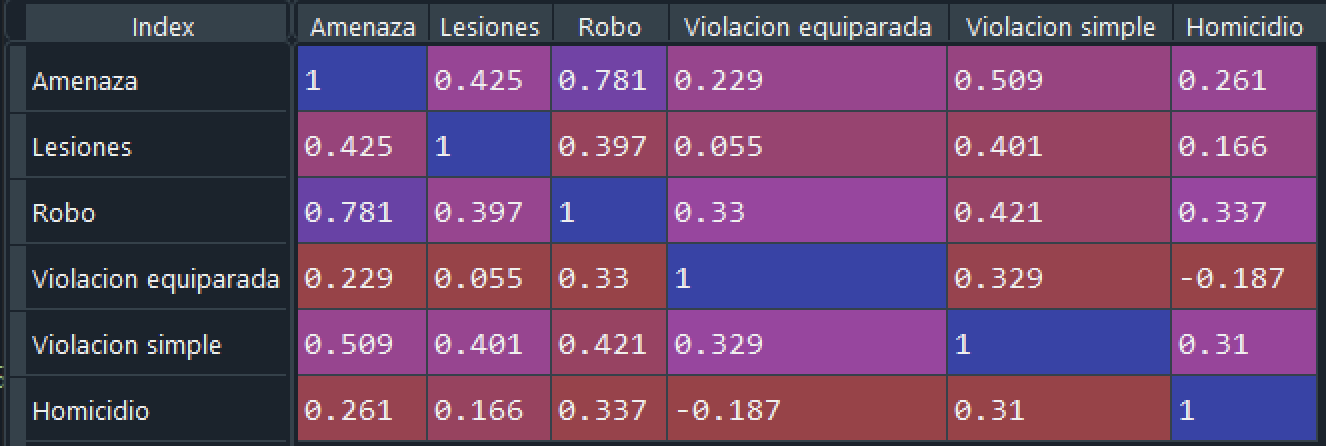 Index Amenaza Lesiones Robo Violacion equiparada Violacion simple Homicidio
Amenaza 1 0.425 0.781 0.229 0.509 0.261
Lesiones 0.425 1 0.397 0.055 0.401 0.166
Robo 0.781 0.397 1 0.33 0.421 0.337
Violacion equiparada 0.229 0.055 0.33 1 0.329 -0.187
Violacion simple 0.509 0.401 0.421 0.329 1 0.31
Homicidio 0.261 0.166 0.337 -0.187 0.31 1